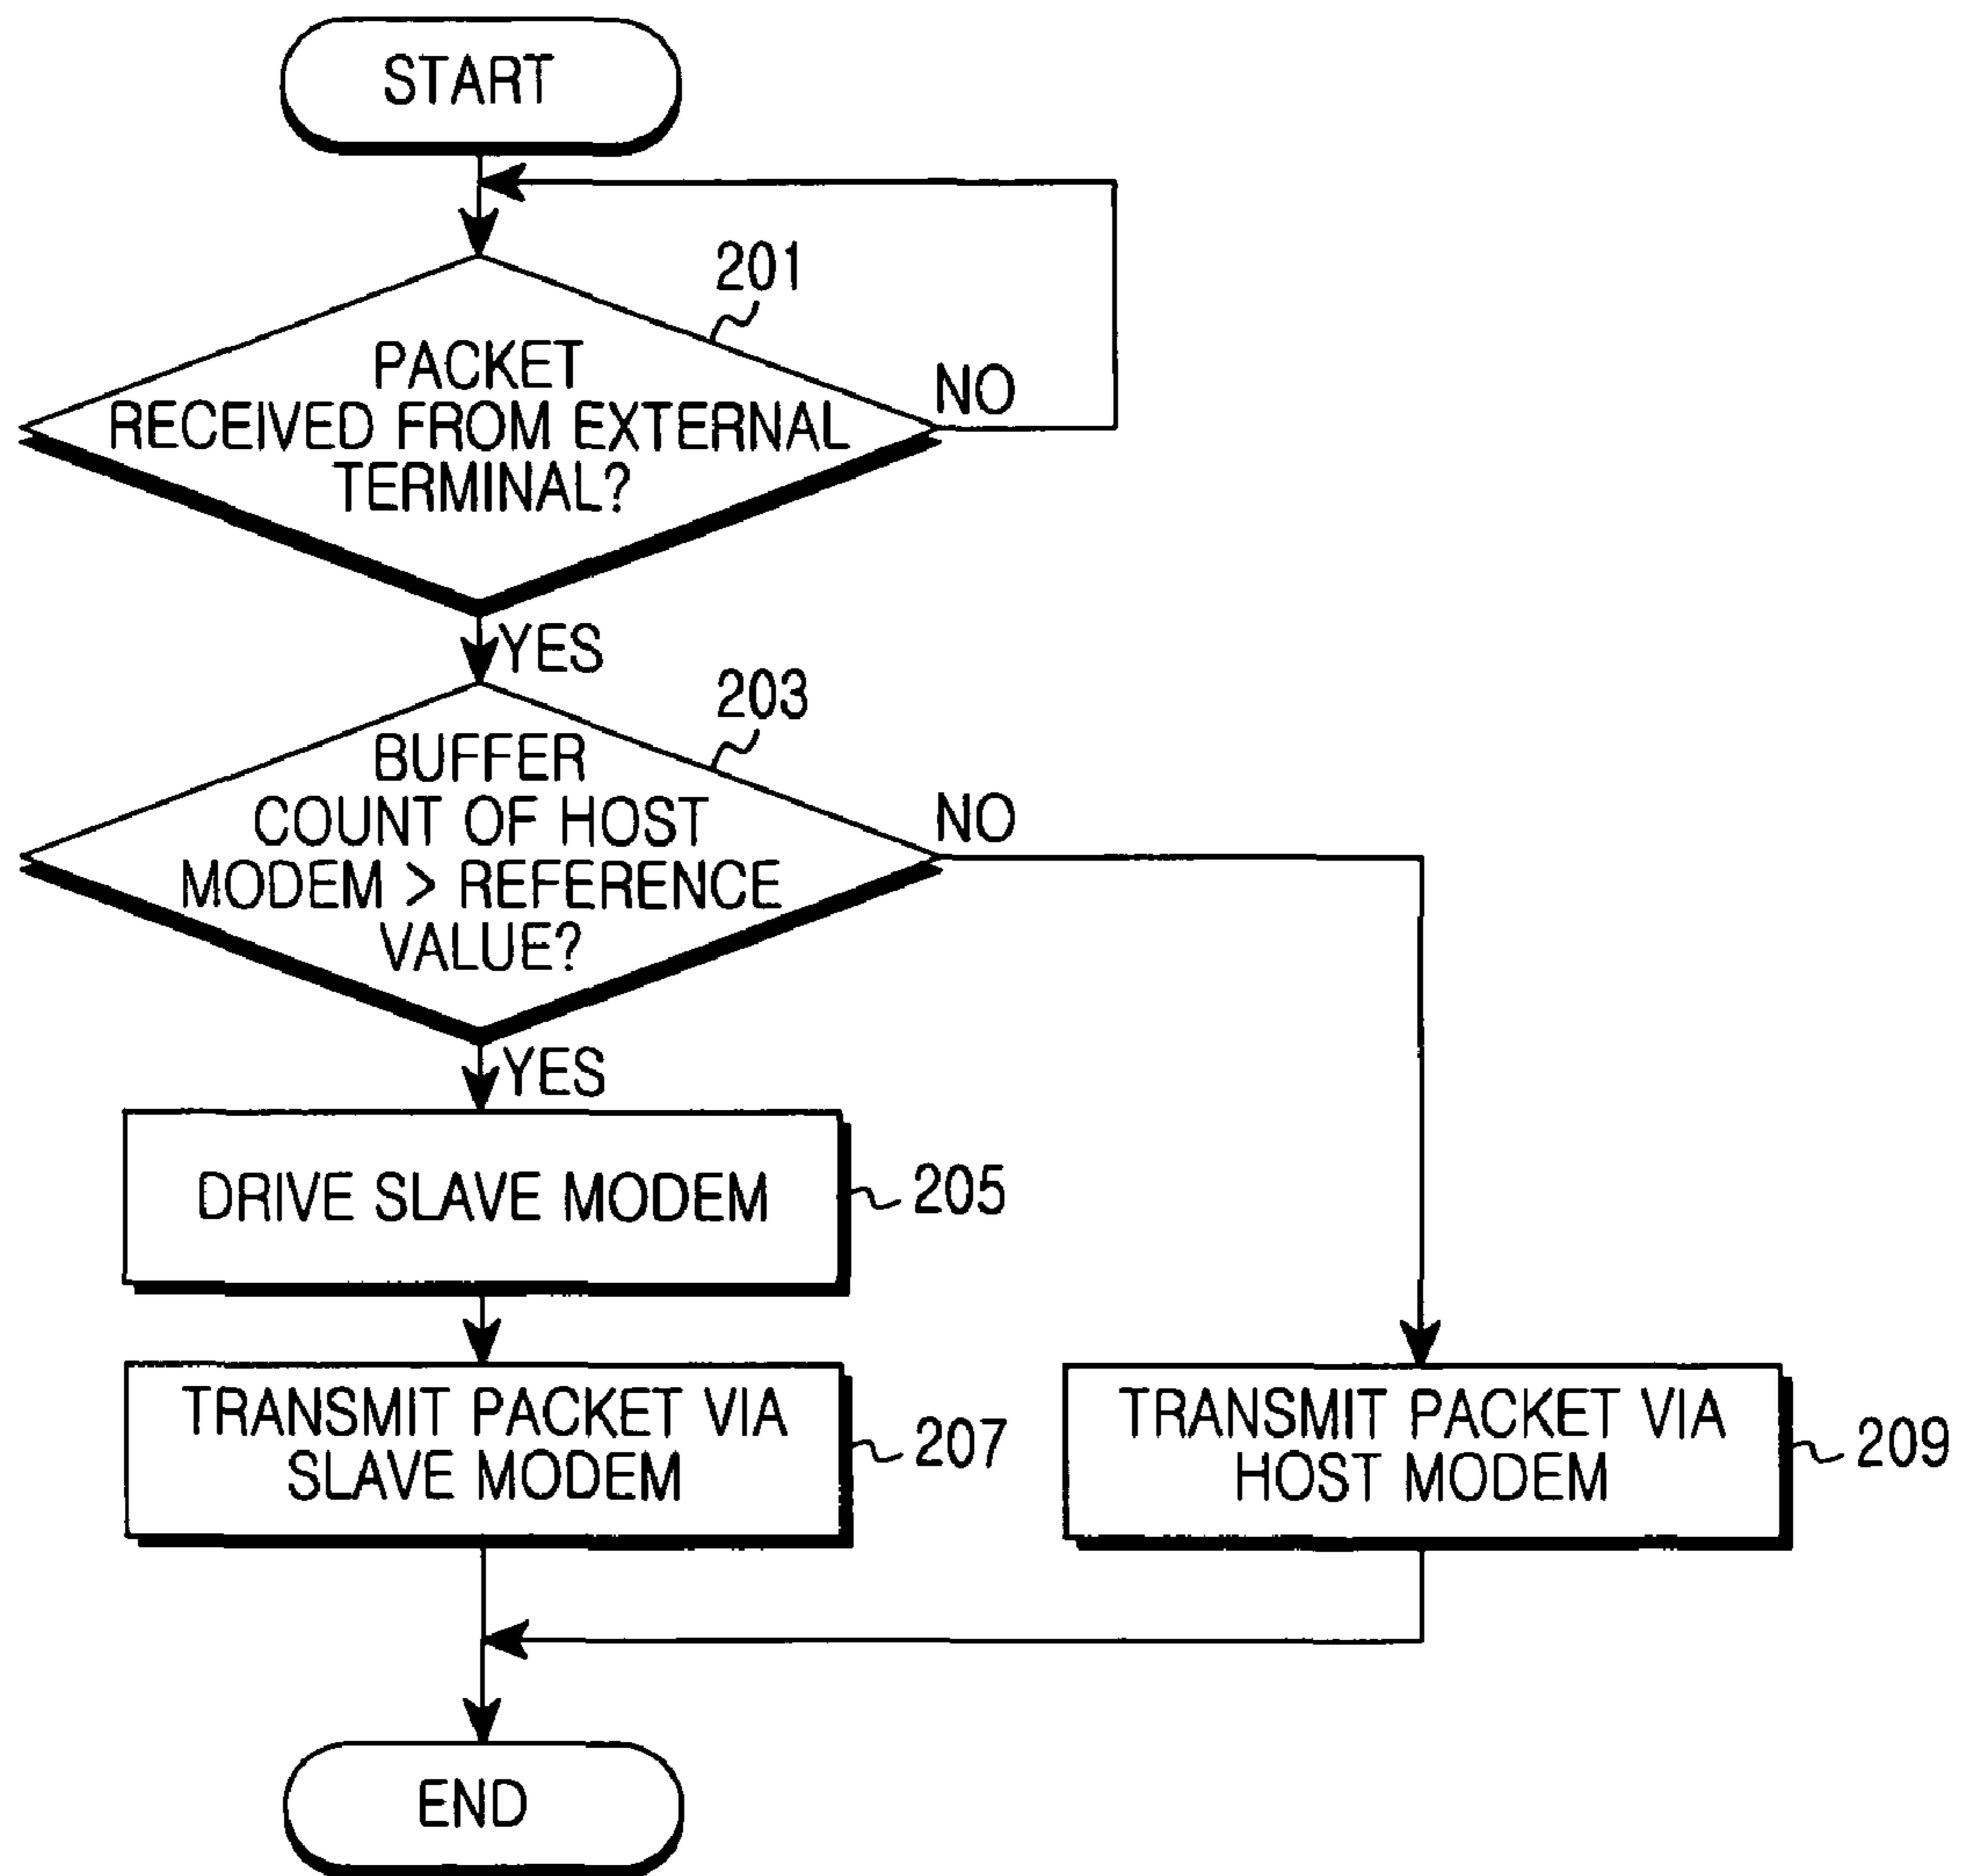 START
201
PACKET
RECEIVED FROM EXTERNAL
TERMINAL?
NO
YES
203
BUFFER
COUNT OF HOST
MODEM > REFERENCE
VALUE?
NO
YES
DRIVE SLAVE MODEM
205
TRANSMIT PACKET VIA
SLAVE MODEM
207
TRANSMIT PACKET VIA
HOST MODEM
209
END